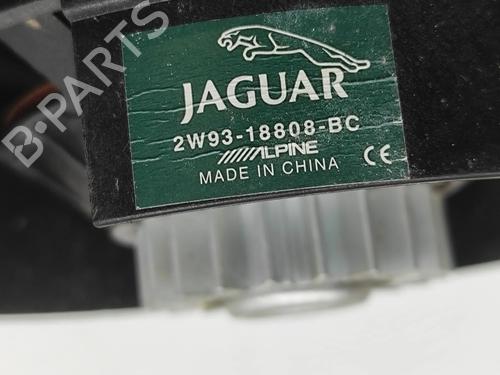 JAGUAR
2W93-18808-BC
ALPINE
MADE IN CHINA CE
B-PARTS